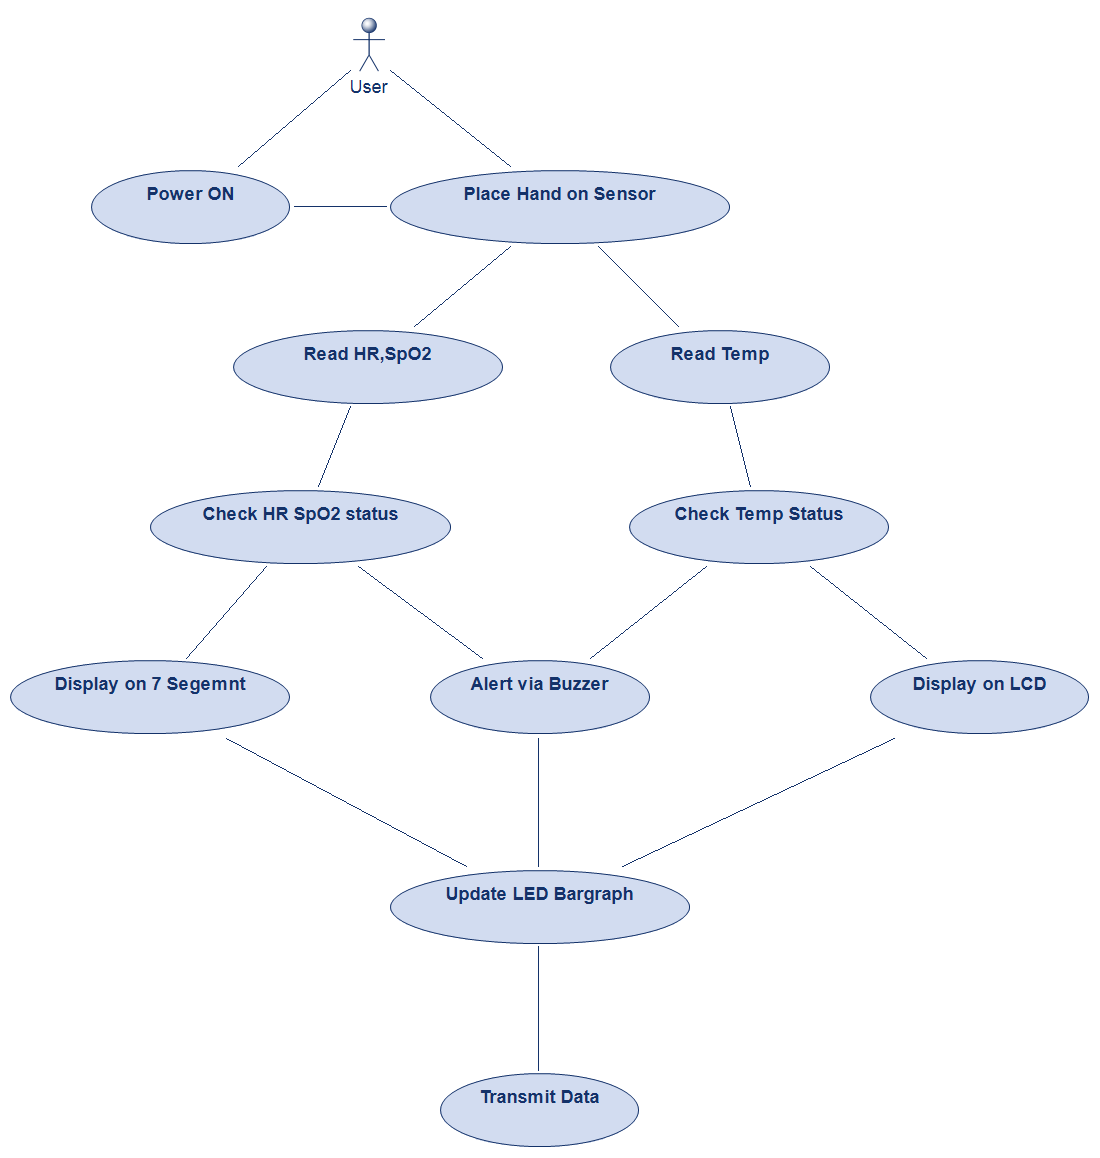 User
Power ON
Place Hand on Sensor
Read HR,SpO2
Read Temp
Check HR SpO2 status
Check Temp Status
Display on 7 Segemnt
Alert via Buzzer
Display on LCD
Update LED Bargraph
Transmit Data